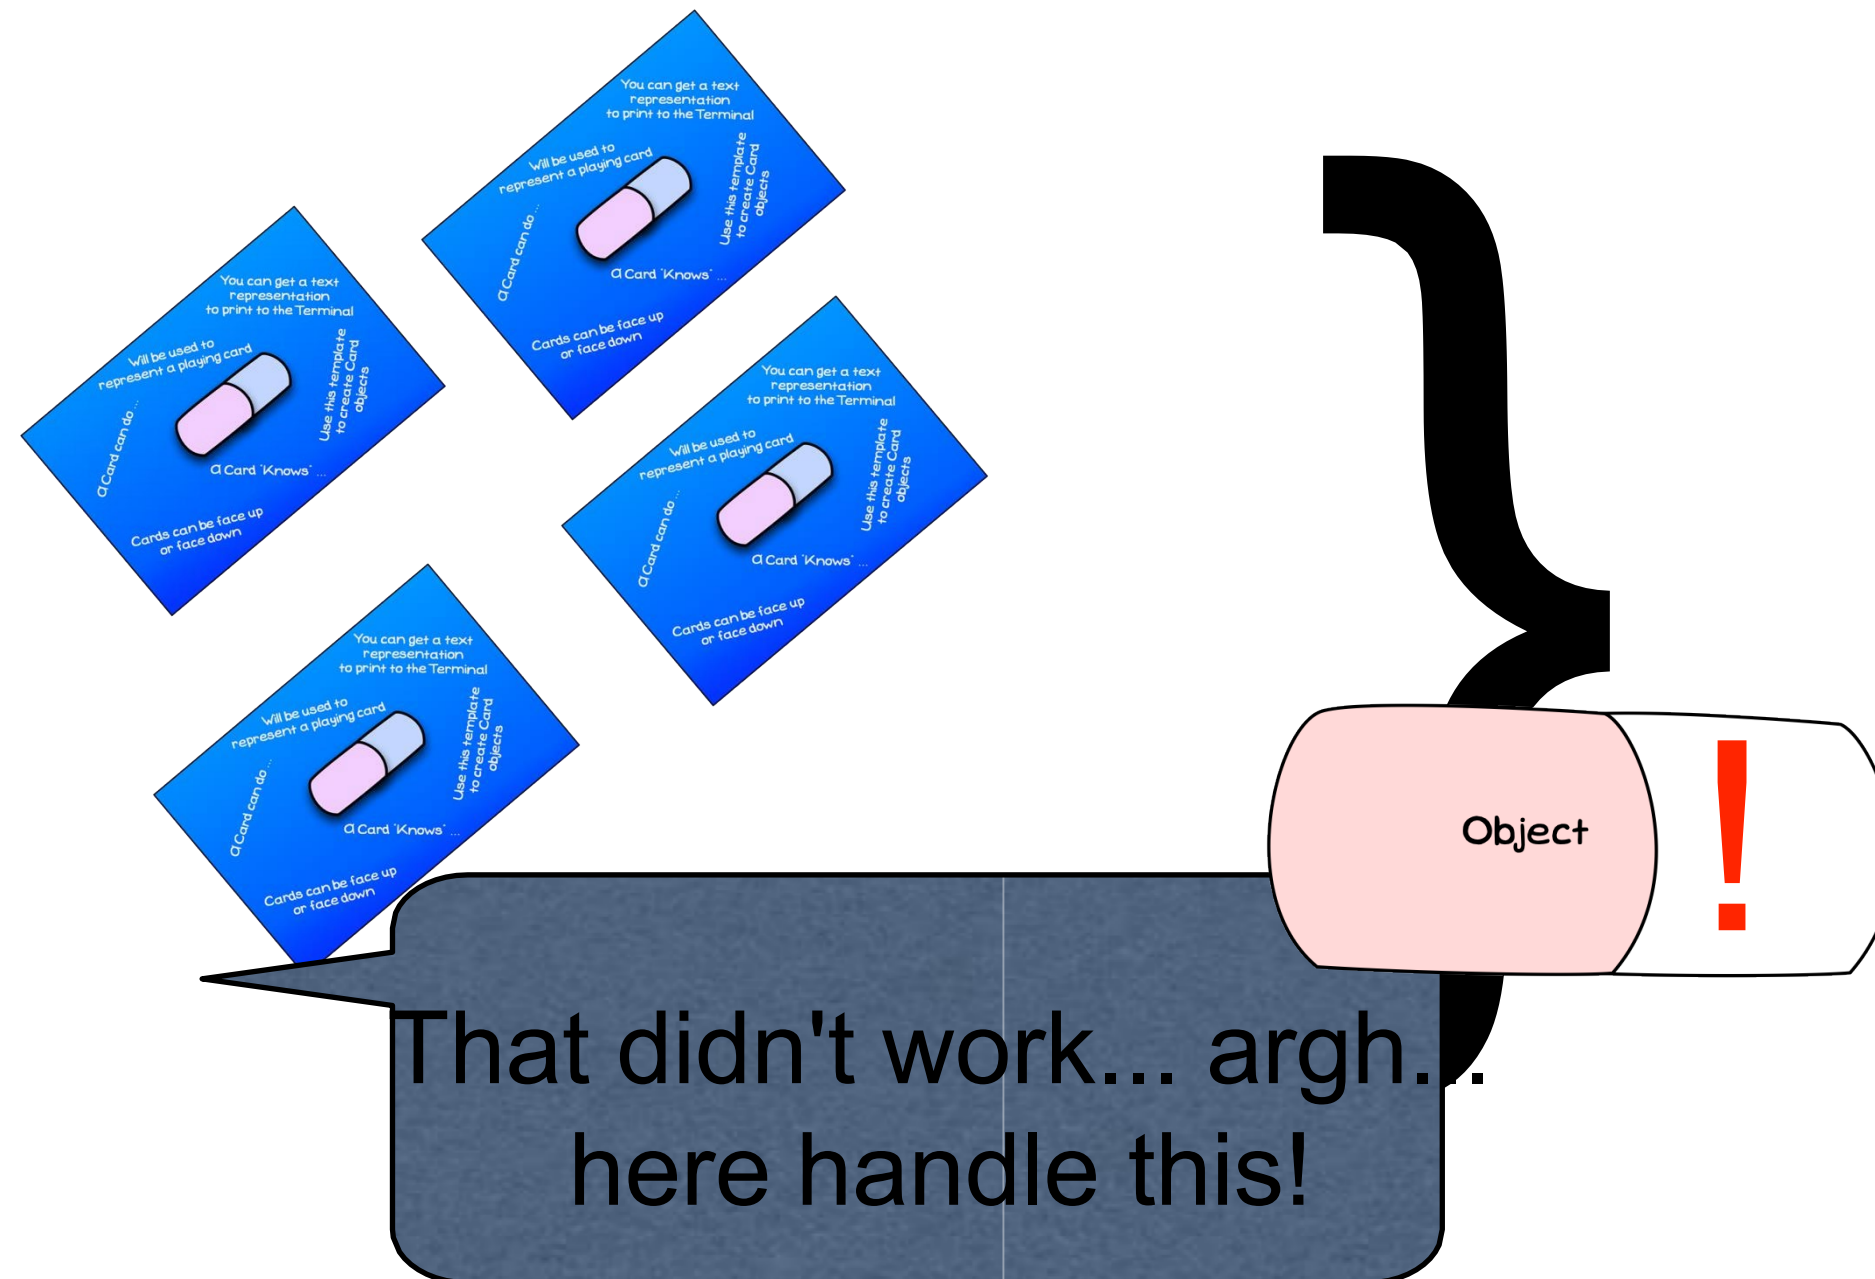 You can get a text
representation
to print to the Terminal
Will be used to
represent a playing card
Use this template
to create Card
objects
a Card can do ...
a Card "Knows" ...
Cards can be face up
or face down
You can get a text
representation
to print to the Terminal
Will be used to
represent a playing card
Use this template
to create Card
objects
a Card can do ...
a Card "Knows" ...
Cards can be face up
or face down
You can get a text
representation
to print to the Terminal
Will be used to
represent a playing card
Use this template
to create Card
objects
a Card can do ...
a Card "Knows" ...
Cards can be face up
or face down
You can get a text
representation
to print to the Terminal
Will be used to
represent a playing card
Use this template
to create Card
objects
a Card can do ...
a Card "Knows" ...
Cards can be face up
or face down
}
Object
!
That didn't work... argh...
here handle this!